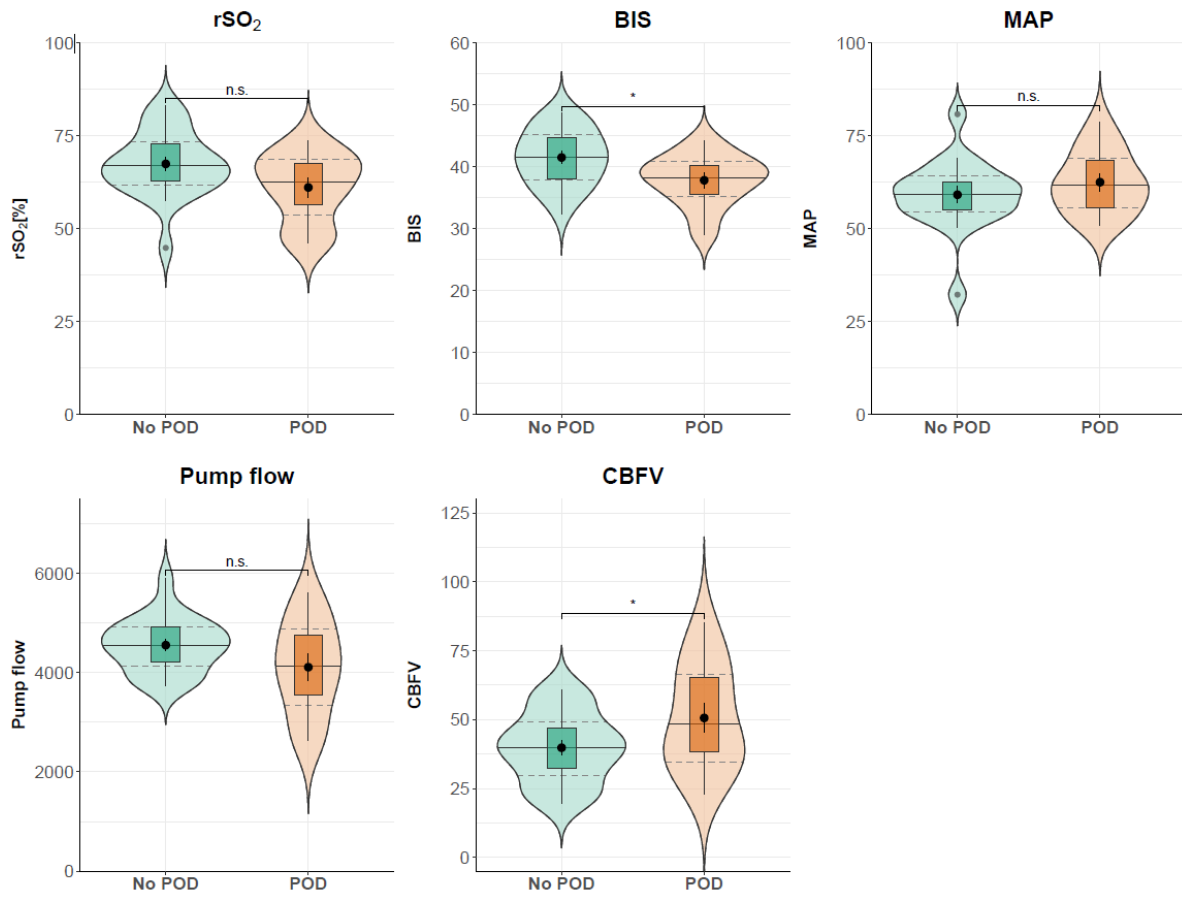 rSO₂
100
75
50
25
0
rSO₂[%]
n.s.
No POD
POD
BIS
60
50
40
30
20
10
0
BIS
*
No POD
POD
MAP
100
75
50
25
0
MAP
n.s.
No POD
POD
Pump flow
6000
4000
2000
0
Pump flow
n.s.
No POD
POD
CBFV
125
100
75
50
25
0
CBFV
*
No POD
POD